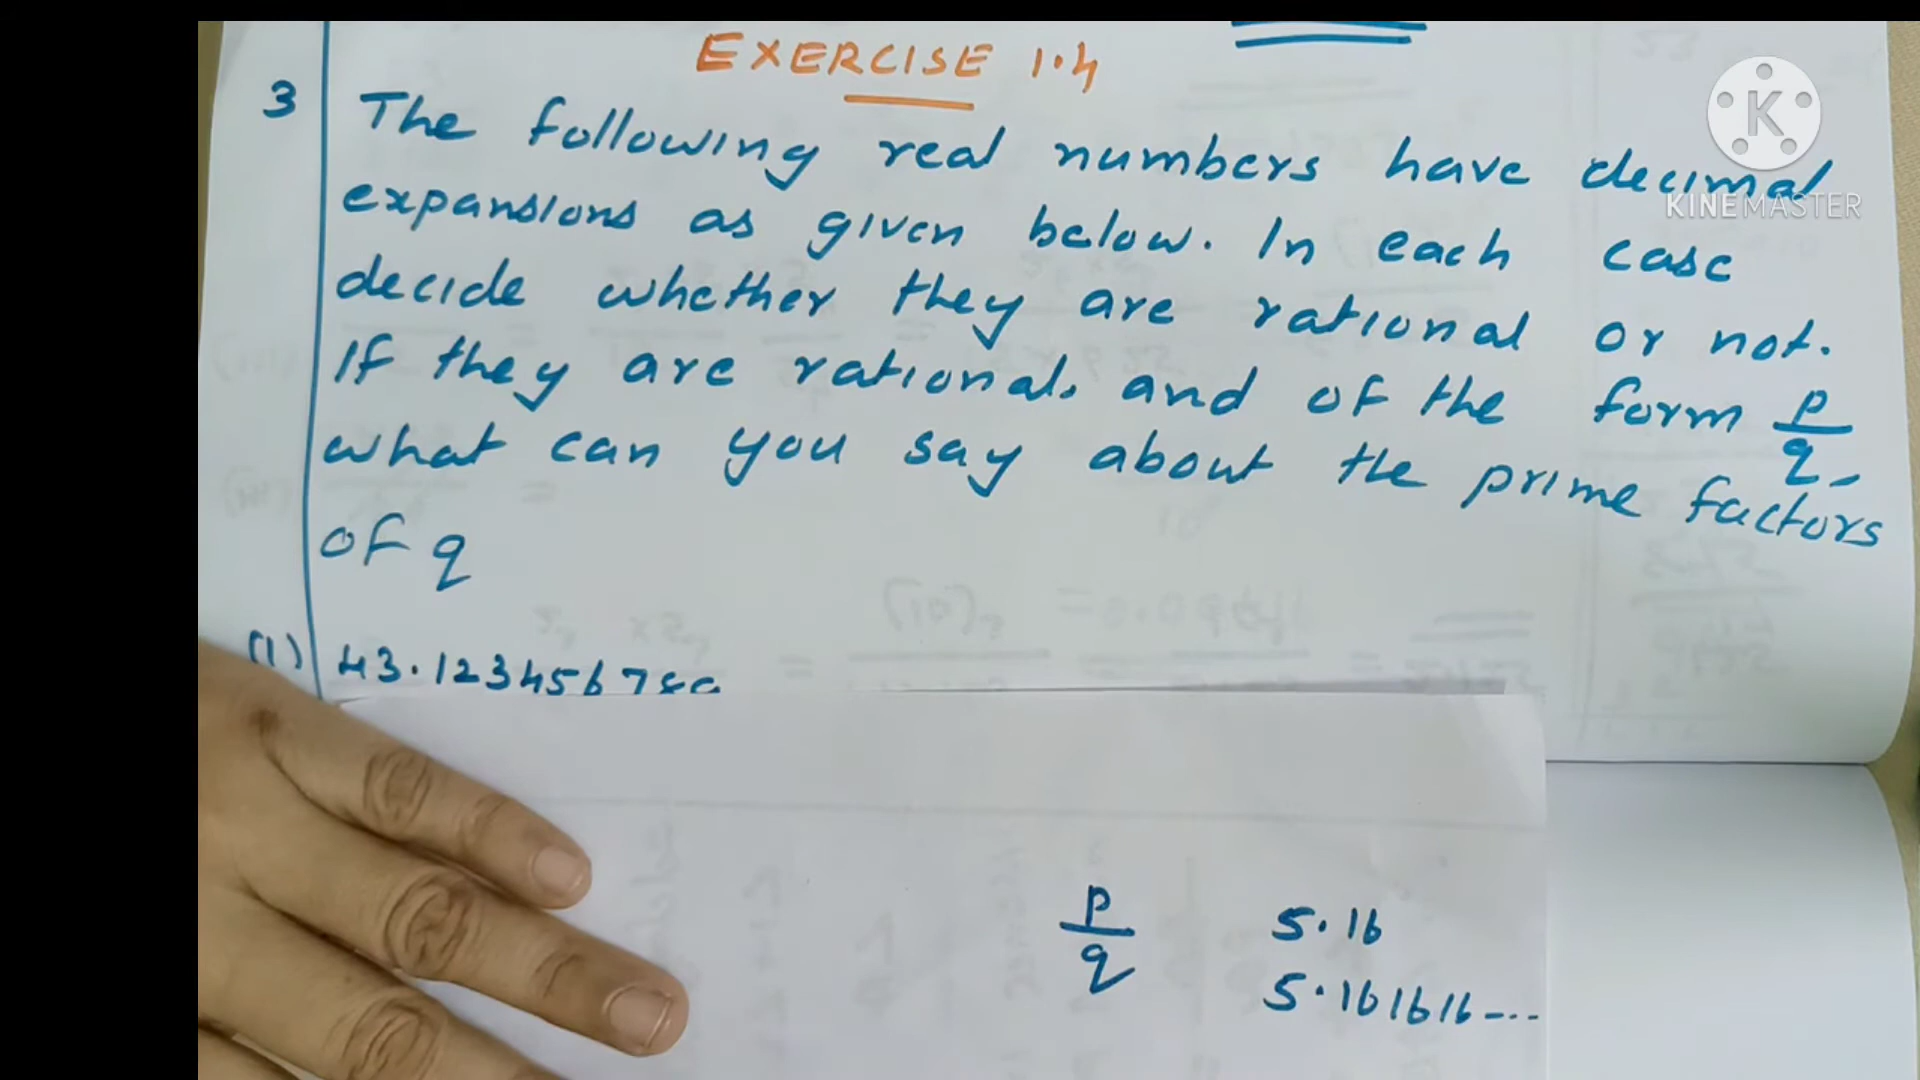 EXERCISE 1.4
3 The following real numbers have decimal
expansions as given below. In each case
decide whether they are rational or not.
If they are rational, and of the form p/q,
what can you say about the prime factors
of q
(1) 43.123456789
p/q
5.16
5.161616---
K
KINEMASTER